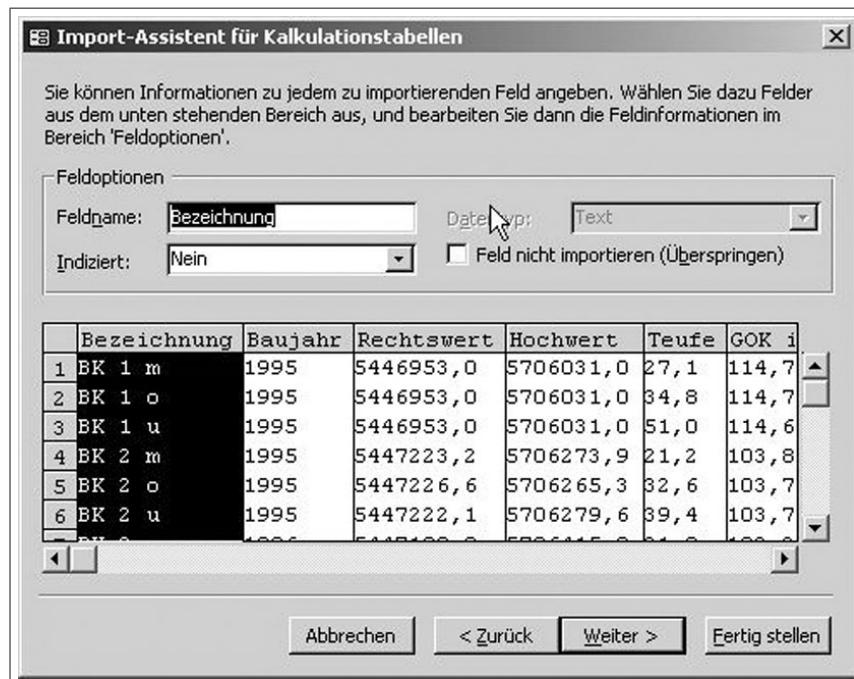 Import-Assistent für Kalkulationstabellen
Sie können Informationen zu jedem zu importierenden Feld angeben. Wählen Sie dazu Felder
aus dem unten stehenden Bereich aus, und bearbeiten Sie dann die Feldinformationen im
Bereich 'Feldoptionen'.
Feldoptionen
Feldname: Bezeichnung Text
Indiziert: Nein Feld nicht importieren (Überspringen)
Bezeichnung Baujahr Rechtswert Hochwert Teufe GOK i
1 BK 1 m 1995 5446953,0 5706031,0 27,1 114,7
2 BK 1 o 1995 5446953,0 5706031,0 34,8 114,7
3 BK 1 u 1995 5446953,0 5706031,0 51,0 114,6
4 BK 2 m 1995 5447223,2 5706273,9 21,2 103,8
5 BK 2 o 1995 5447226,6 5706265,3 32,6 103,7
6 BK 2 u 1995 5447222,1 5706279,6 39,4 103,7
Abbrechen < Zurück Weiter > Fertig stellen